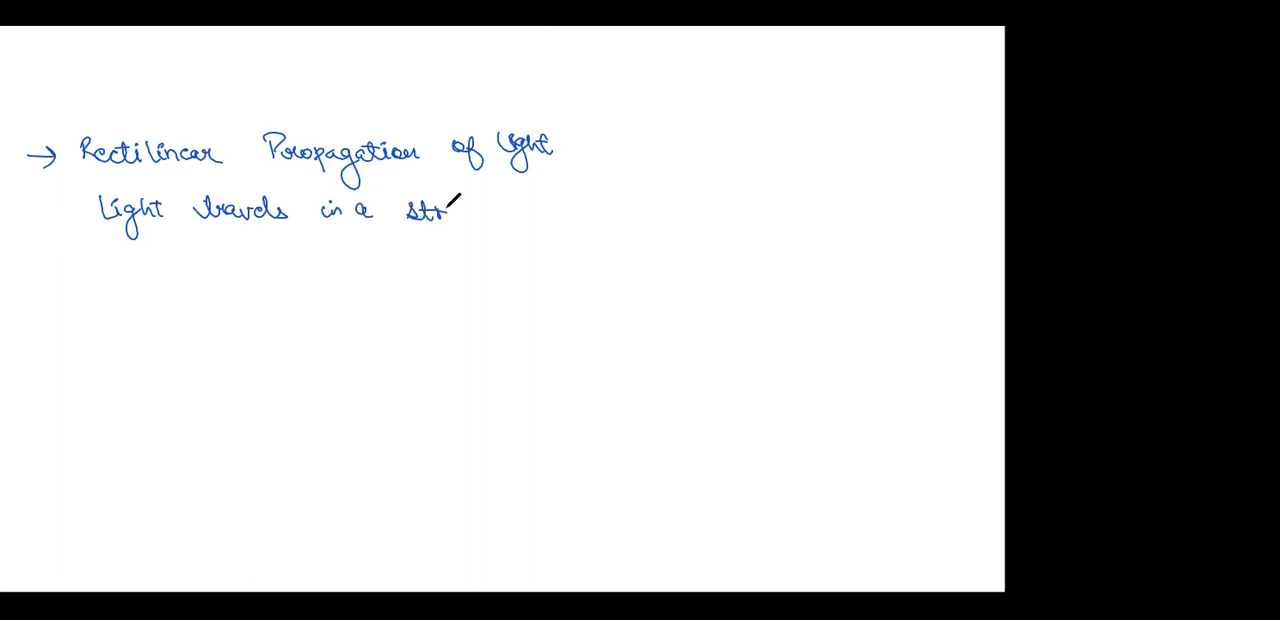 → Rectilinear Propagation of light
Light travels in a str